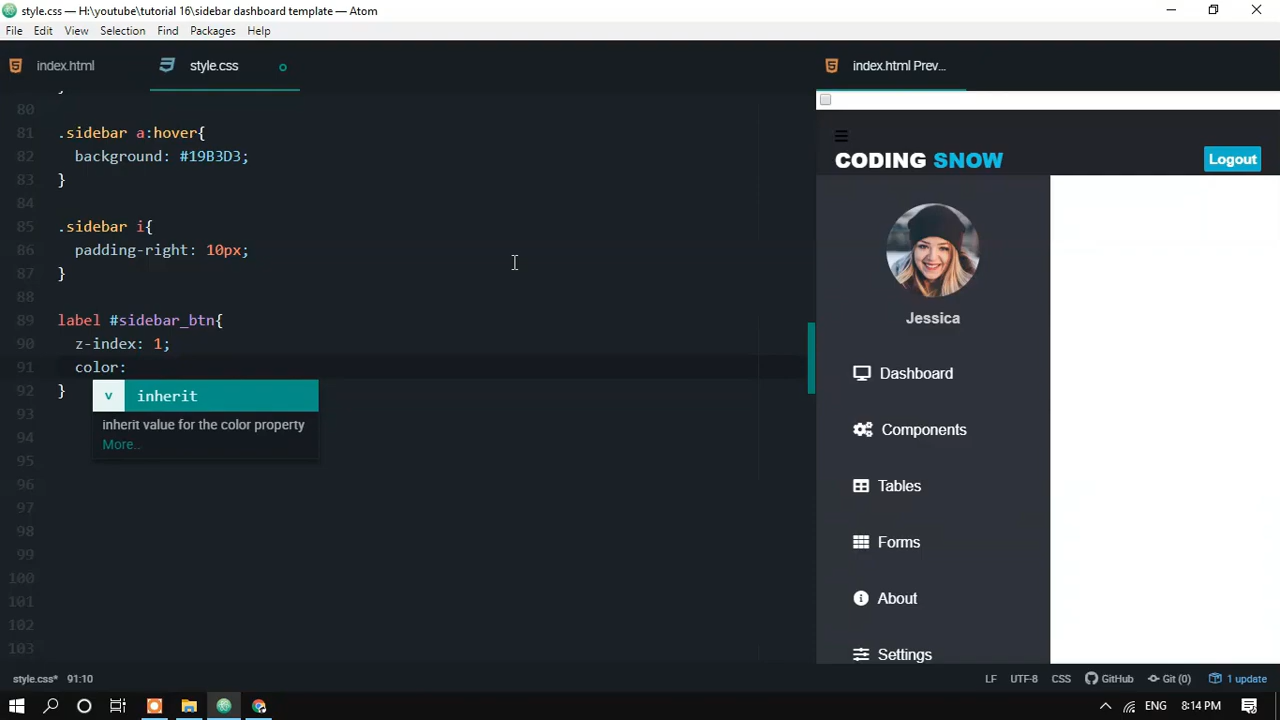 style.css — H:\youtube\tutorial 16\sidebar dashboard template — Atom
File Edit View Selection Find Packages Help
index.html
style.css
index.html Prev...
}
80
81 .sidebar a:hover{
82 background: #19B3D3;
83 }
84
85 .sidebar i{
86 padding-right: 10px;
87 }
88
89 label #sidebar_btn{
90 z-index: 1;
91 color:
92 }
v inherit
inherit value for the color property
More..
93
94
95
96
97
98
99
100
101
102
103
CODING SNOW
Logout
Jessica
Dashboard
Components
Tables
Forms
About
Settings
style.css* 91:10
LF UTF-8 CSS GitHub Git (0) 1 update
ENG 8:14 PM